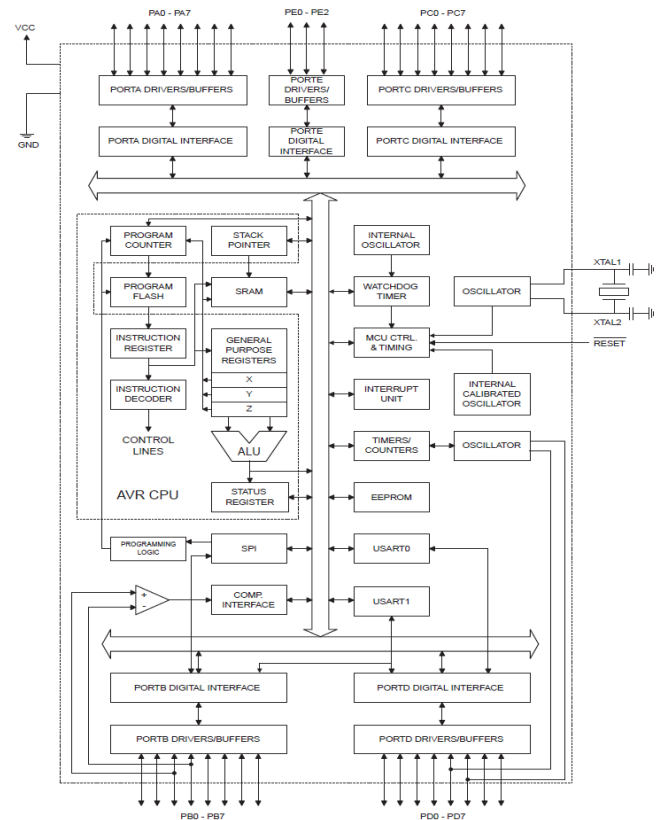 PA0 - PA7
PE0 - PE2
PC0 - PC7
VCC
GND
PORTA DRIVERS/BUFFERS
PORTE
DRIVERS/
BUFFERS
PORTC DRIVERS/BUFFERS
PORTA DIGITAL INTERFACE
PORTE
DIGITAL
INTERFACE
PORTC DIGITAL INTERFACE
PROGRAM
COUNTER
STACK
POINTER
INTERNAL
OSCILLATOR
XTAL1
PROGRAM
FLASH
SRAM
WATCHDOG
TIMER
OSCILLATOR
XTAL2
INSTRUCTION
REGISTER
GENERAL
PURPOSE
REGISTERS
MCU CTRL.
& TIMING
RESET
X
Y
Z
INSTRUCTION
DECODER
INTERRUPT
UNIT
INTERNAL
CALIBRATED
OSCILLATOR
CONTROL
LINES
ALU
TIMERS/
COUNTERS
OSCILLATOR
AVR CPU
STATUS
REGISTER
EEPROM
PROGRAMMING
LOGIC
SPI
USART0
+
-
COMP.
INTERFACE
USART1
PORTB DIGITAL INTERFACE
PORTD DIGITAL INTERFACE
PORTB DRIVERS/BUFFERS
PORTD DRIVERS/BUFFERS
PB0 - PB7
PD0 - PD7